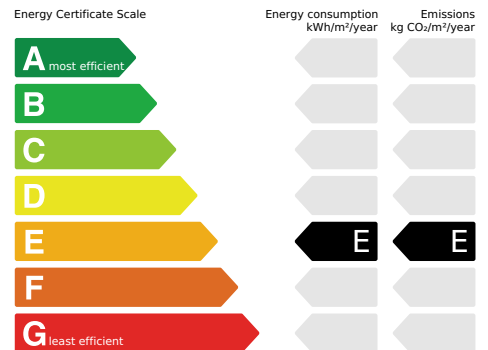 Energy Certificate Scale
Energy consumption
kWh/m²/year
Emissions
kg CO₂/m²/year
A most efficient
B
C
D
E E E
F
G least efficient